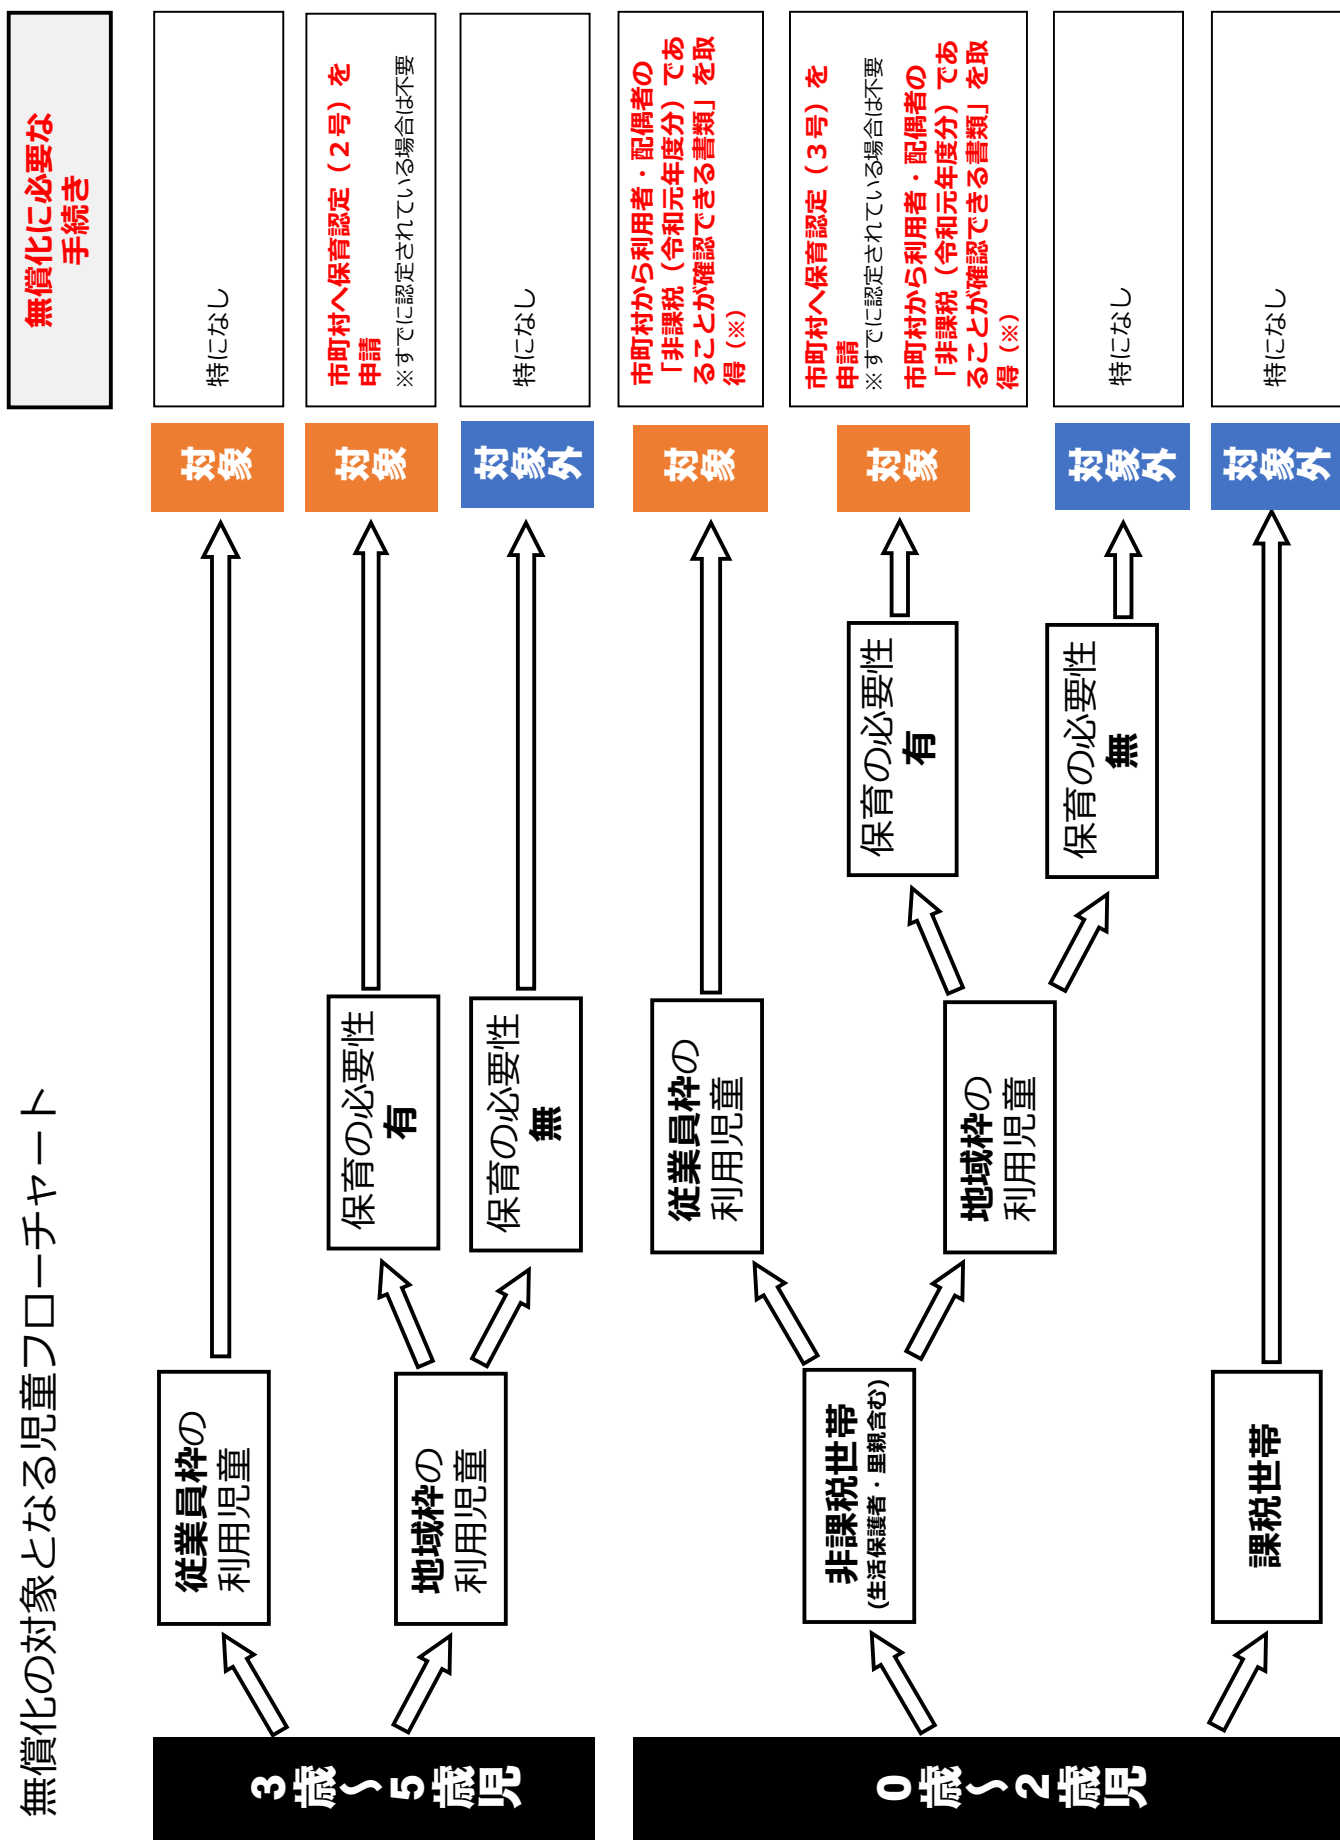 無償化の対象となる児童フローチャート
無償化に必要な
手続き
3歳～5歳児
従業員枠の
利用児童
対象
特になし
地域枠の
利用児童
保育の必要性
有
対象
市町村へ保育認定（２号）を
申請
※すでに認定されている場合は不要
保育の必要性
無
対象外
特になし
0歳～2歳児
非課税世帯
(生活保護者・里親含む)
従業員枠の
利用児童
対象
市町村から利用者・配偶者の
「非課税（令和元年度分）であ
ることが確認できる書類」を取
得（※）
地域枠の
利用児童
保育の必要性
有
対象
市町村へ保育認定（３号）を
申請
※すでに認定されている場合は不要
市町村から利用者・配偶者の
「非課税（令和元年度分）であ
ることが確認できる書類」を取
得（※）
保育の必要性
無
対象外
特になし
課税世帯
対象外
特になし